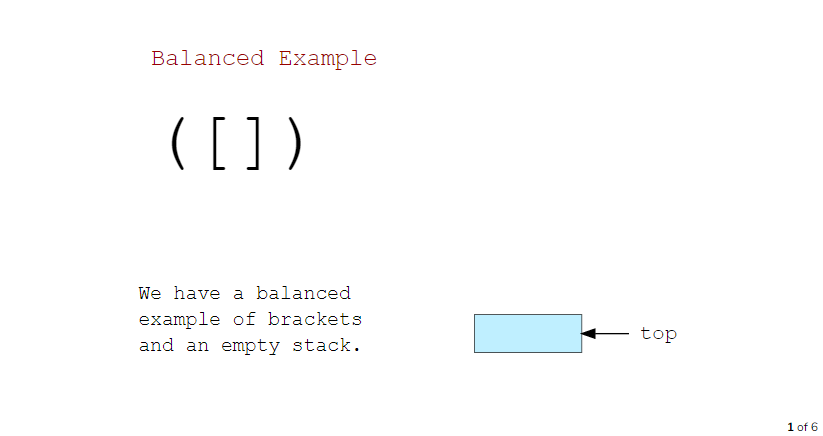 Balanced Example
([])
We have a balanced
example of brackets
and an empty stack.
top
1 of 6